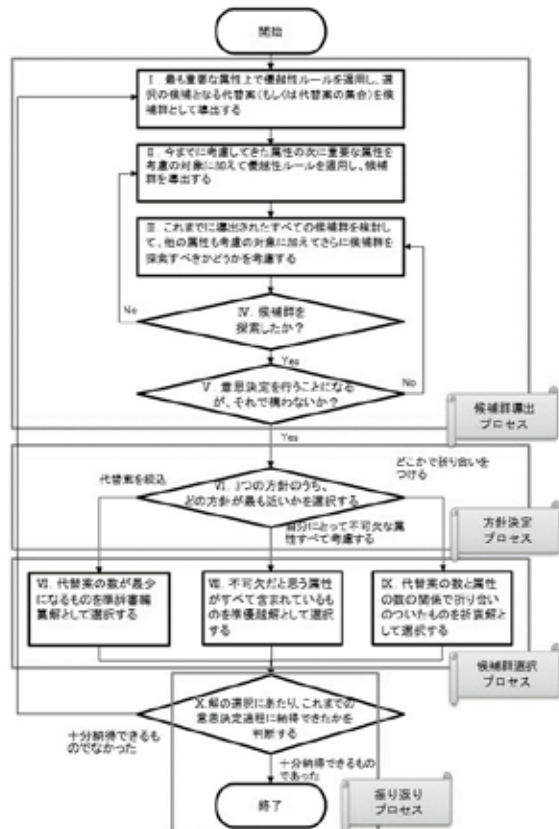 開始
Ⅰ．最も重要な属性上で優越性ルールを適用し、選
択の候補となる代替案(もしくは代替案の集合)を候
補群として導出する
Ⅱ．今までに考慮してきた属性の次に重要な属性を
考慮の対象に加えて優越性ルールを適用し、候補
群を導出する
Ⅲ．これまでに導出されたすべての候補群を検討し
て、他の属性も考慮の対象に加えてさらに候補群を
探索すべきかどうかを考慮する
No
Ⅳ．候補群を
探索したか？
Yes
Ⅴ．意思決定を行うことになる
が、それで構わないか？
No
候補群導出
プロセス
Yes
代替案を絞込
どこかで折り合いを
つける
Ⅵ．3つの方針のうち、
どの方針が最も近いかを選択する
自分にとって不可欠な属
性すべて考慮する
方針決定
プロセス
Ⅶ．代替案の数が最少
になるものを準辞書編
纂解として選択する
Ⅷ．不可欠だと思う属性
がすべて含まれている
ものを準優越解として選択
する
Ⅸ．代替案の数と属性
の数の関係で折り合い
のついたものを折衷解と
して選択する
候補群選択
プロセス
Ⅹ．解の選択にあたり、これまでの
意思決定過程に納得できたかを
判断する
十分納得できるも
のでなかった
十分納得できるもの
であった
振り返り
プロセス
終了